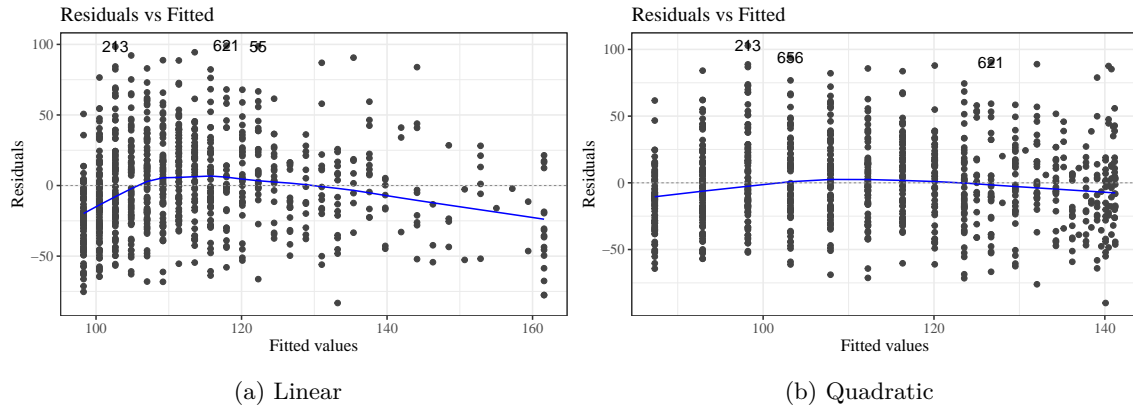 Residuals vs Fitted
213
621
55
100
50
0
−50
Residuals
100
120
140
160
Fitted values
(a) Linear
Residuals vs Fitted
213
656
621
100
50
0
−50
Residuals
100
120
140
Fitted values
(b) Quadratic